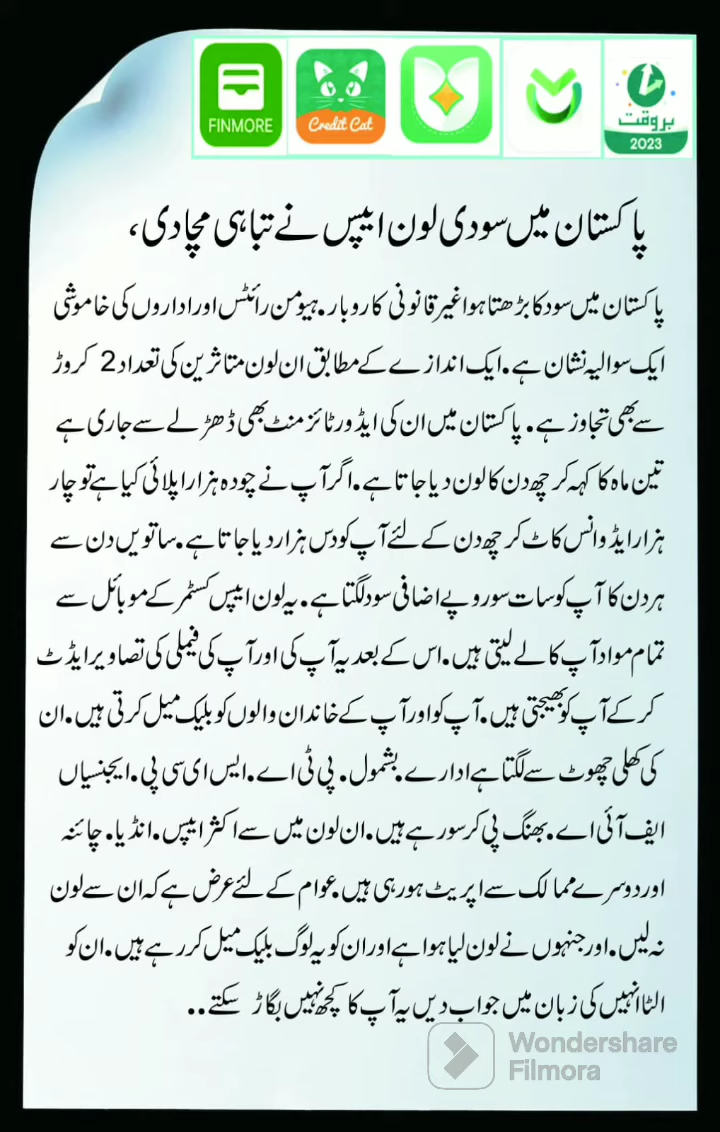 FINMORE
Credit Cat
بروقت
2023
پاکستان میں سودی لون ایپس نے تباہی مچادی،
پاکستان میں سود کا بڑھتا ہوا غیر قانونی کاروبار۔ ہیومن رائٹس اور اداروں کی خاموشی
ایک سوالیہ نشان ہے۔ ایک اندازے کے مطابق ان لون متاثرین کی تعداد 2 کروڑ
سے بھی تجاوز ہے۔ پاکستان میں ان کی ایڈورٹائزمنٹ بھی ڈھڑلے سے جاری ہے
تین ماہ کا کہہ کر چھ دن کا لون دیا جاتا ہے۔ اگر آپ نے چودہ ہزار اپلائی کیا ہے تو چار
ہزار ایڈوانس کاٹ کر چھ دن کے لئے آپ کو دس ہزار دیا جاتا ہے۔ ساتویں دن سے
ہر دن کا آپ کو سات سو روپے اضافی سود لگتا ہے۔ یہ لون ایپس کسٹمر کے موبائل سے
تمام مواد آپ کا لے لیتی ہیں۔ اس کے بعد یہ آپ کی اور آپ کی فیملی کی تصاویر ایڈٹ
کر کے آپ کو بھیجتی ہیں۔ آپ کو اور آپ کے خاندان والوں کو بلیک میل کرتی ہیں۔ ان
کی کھلی چھوٹ سے لگتا ہے ادارے۔ بشمول۔ پی ٹی اے۔ ایس ای سی پی۔ ایجنسیاں
ایف آئی اے۔ بھنگ پی کر سو رہے ہیں۔ ان لون میں سے اکثر ایپس۔ انڈیا۔ چائنہ
اور دوسرے ممالک سے اپریٹ ہو رہی ہیں۔ عوام کے لئے عرض ہے کہ ان سے لون
نہ لیں۔ اور جنہوں نے لون لیا ہوا ہے اور ان کو یہ لوگ بلیک میل کر رہے ہیں۔ ان کو
الٹا انہیں کی زبان میں جواب دیں یہ آپ کا کچھ نہیں بگاڑ سکتے۔۔
Wondershare
Filmora